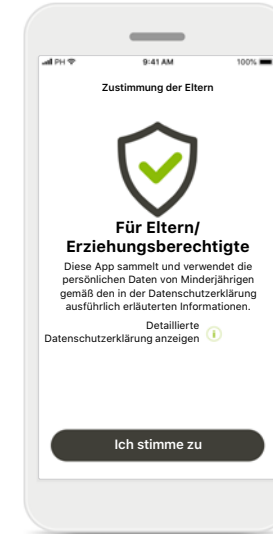 PH 9:41 AM 100%
Zustimmung der Eltern
Für Eltern/
Erziehungsberechtigte
Diese App sammelt und verwendet die
persönlichen Daten von Minderjährigen
gemäß den in der Datenschutzerklärung
ausführlich erläuterten Informationen.
Detaillierte
Datenschutzerklärung anzeigen i
Ich stimme zu